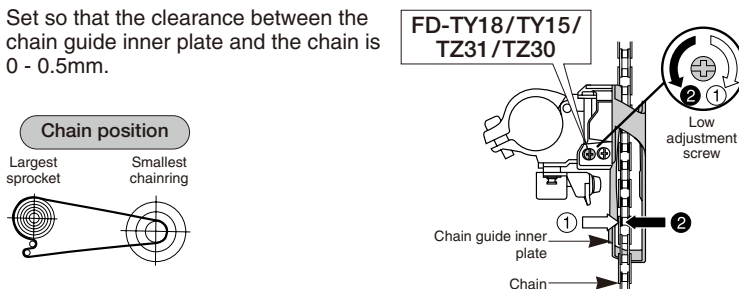 Set so that the clearance between the
chain guide inner plate and the chain is
0 - 0.5mm.
Chain position
Largest
sprocket
Smallest
chainring
FD-TY18/TY15/
TZ31/TZ30
2 1
Low
adjustment
screw
1
2
Chain guide inner
plate
Chain